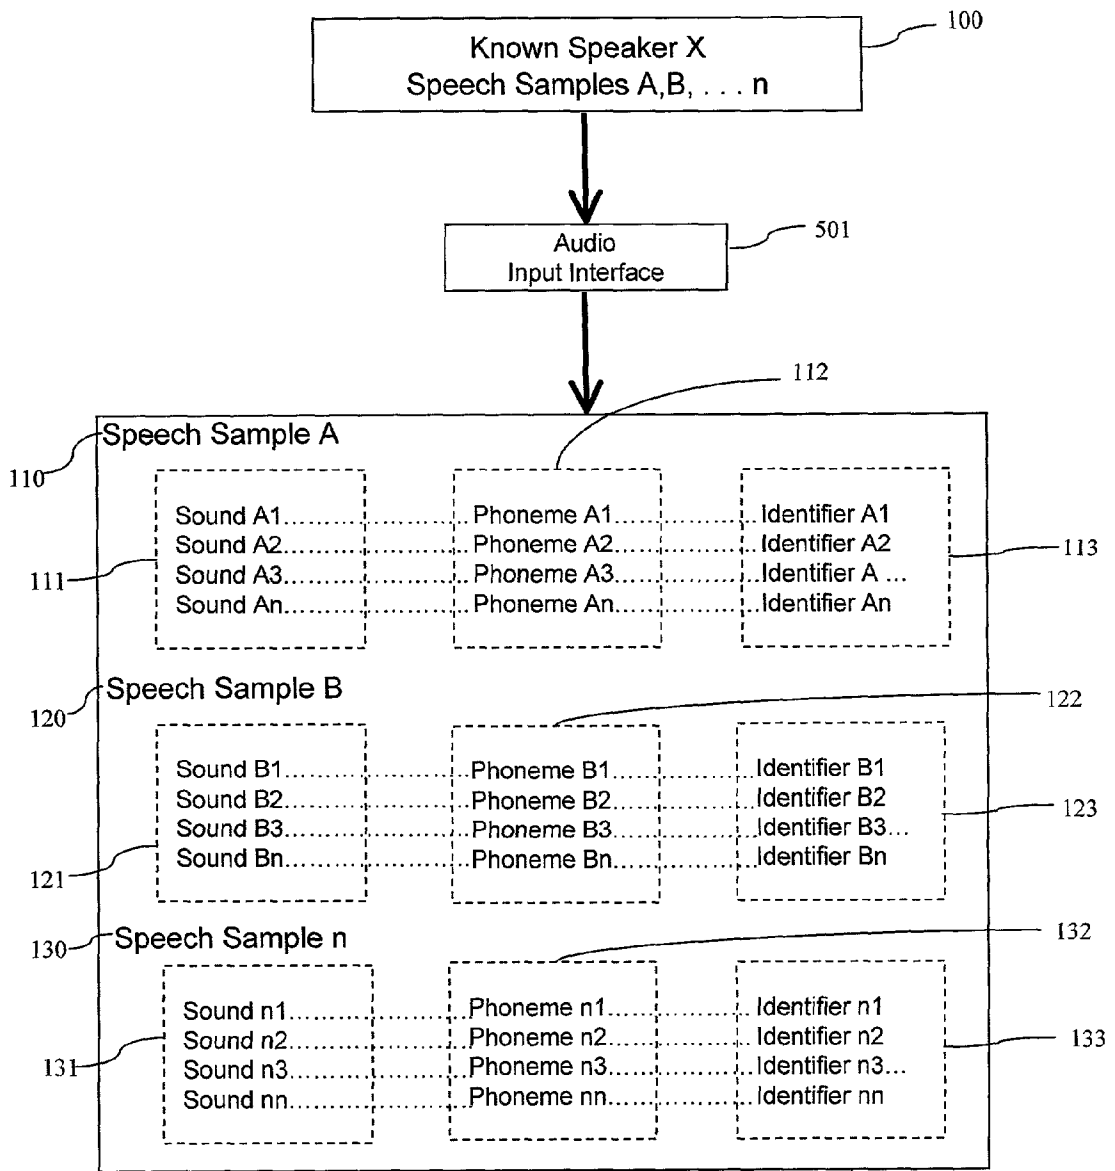 Known Speaker X
Speech Samples A,B, . . . n
100
Audio
Input Interface
501
112
Speech Sample A
110
Sound A1..................................Phoneme A1..........................Identifier A1
Sound A2..................................Phoneme A2..........................Identifier A2
Sound A3..................................Phoneme A3..........................Identifier A ...
Sound An..................................Phoneme An..........................Identifier An
111
113
Speech Sample B
120
122
Sound B1..................................Phoneme B1..........................Identifier B1
Sound B2..................................Phoneme B2..........................Identifier B2
Sound B3..................................Phoneme B3..........................Identifier B3...
Sound Bn..................................Phoneme Bn..........................Identifier Bn
121
123
Speech Sample n
130
132
Sound n1..................................Phoneme n1..........................Identifier n1
Sound n2..................................Phoneme n2..........................Identifier n2
Sound n3..................................Phoneme n3..........................Identifier n3...
Sound nn..................................Phoneme nn..........................Identifier nn
131
133